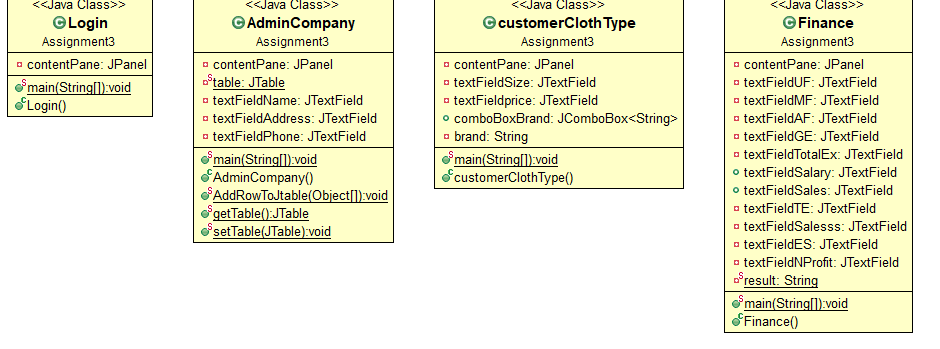 <<Java Class>>
Login
Assignment3
contentPane: JPanel
main(String[]):void
Login()
<<Java Class>>
AdminCompany
Assignment3
contentPane: JPanel
table: JTable
textFieldName: JTextField
textFieldAddress: JTextField
textFieldPhone: JTextField
main(String[]):void
AdminCompany()
AddRowToJtable(Object[]):void
getTable():JTable
setTable(JTable):void
<<Java Class>>
customerClothType
Assignment3
contentPane: JPanel
textFieldSize: JTextField
textFieldprice: JTextField
comboBoxBrand: JComboBox<String>
brand: String
main(String[]):void
customerClothType()
<<Java Class>>
Finance
Assignment3
contentPane: JPanel
textFieldUF: JTextField
textFieldMF: JTextField
textFieldAF: JTextField
textFieldGE: JTextField
textFieldTotalEx: JTextField
textFieldSalary: JTextField
textFieldSales: JTextField
textFieldTE: JTextField
textFieldSalesss: JTextField
textFieldES: JTextField
textFieldNProfit: JTextField
result: String
main(String[]):void
Finance()